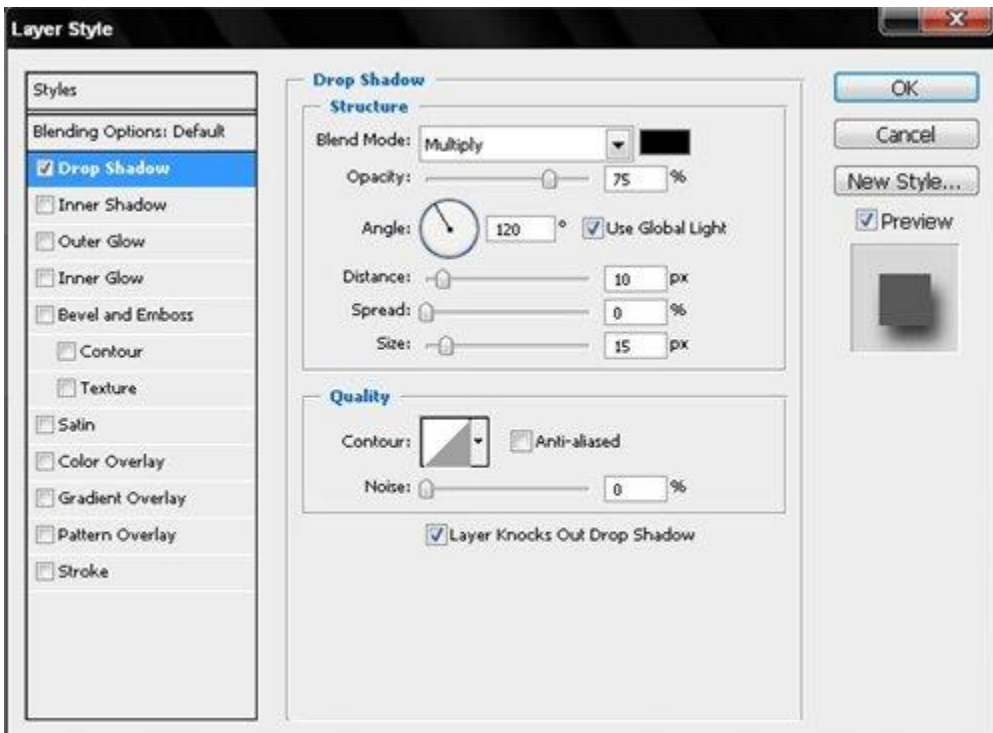 Layer Style
Styles
Blending Options: Default
Drop Shadow
Inner Shadow
Outer Glow
Inner Glow
Bevel and Emboss
Contour
Texture
Satin
Color Overlay
Gradient Overlay
Pattern Overlay
Stroke
Drop Shadow
Structure
Blend Mode: Multiply
Opacity: 75 %
Angle: 120 ° Use Global Light
Distance: 10 px
Spread: 0 %
Size: 15 px
Quality
Contour: Anti-aliased
Noise: 0 %
Layer Knocks Out Drop Shadow
OK
Cancel
New Style...
Preview